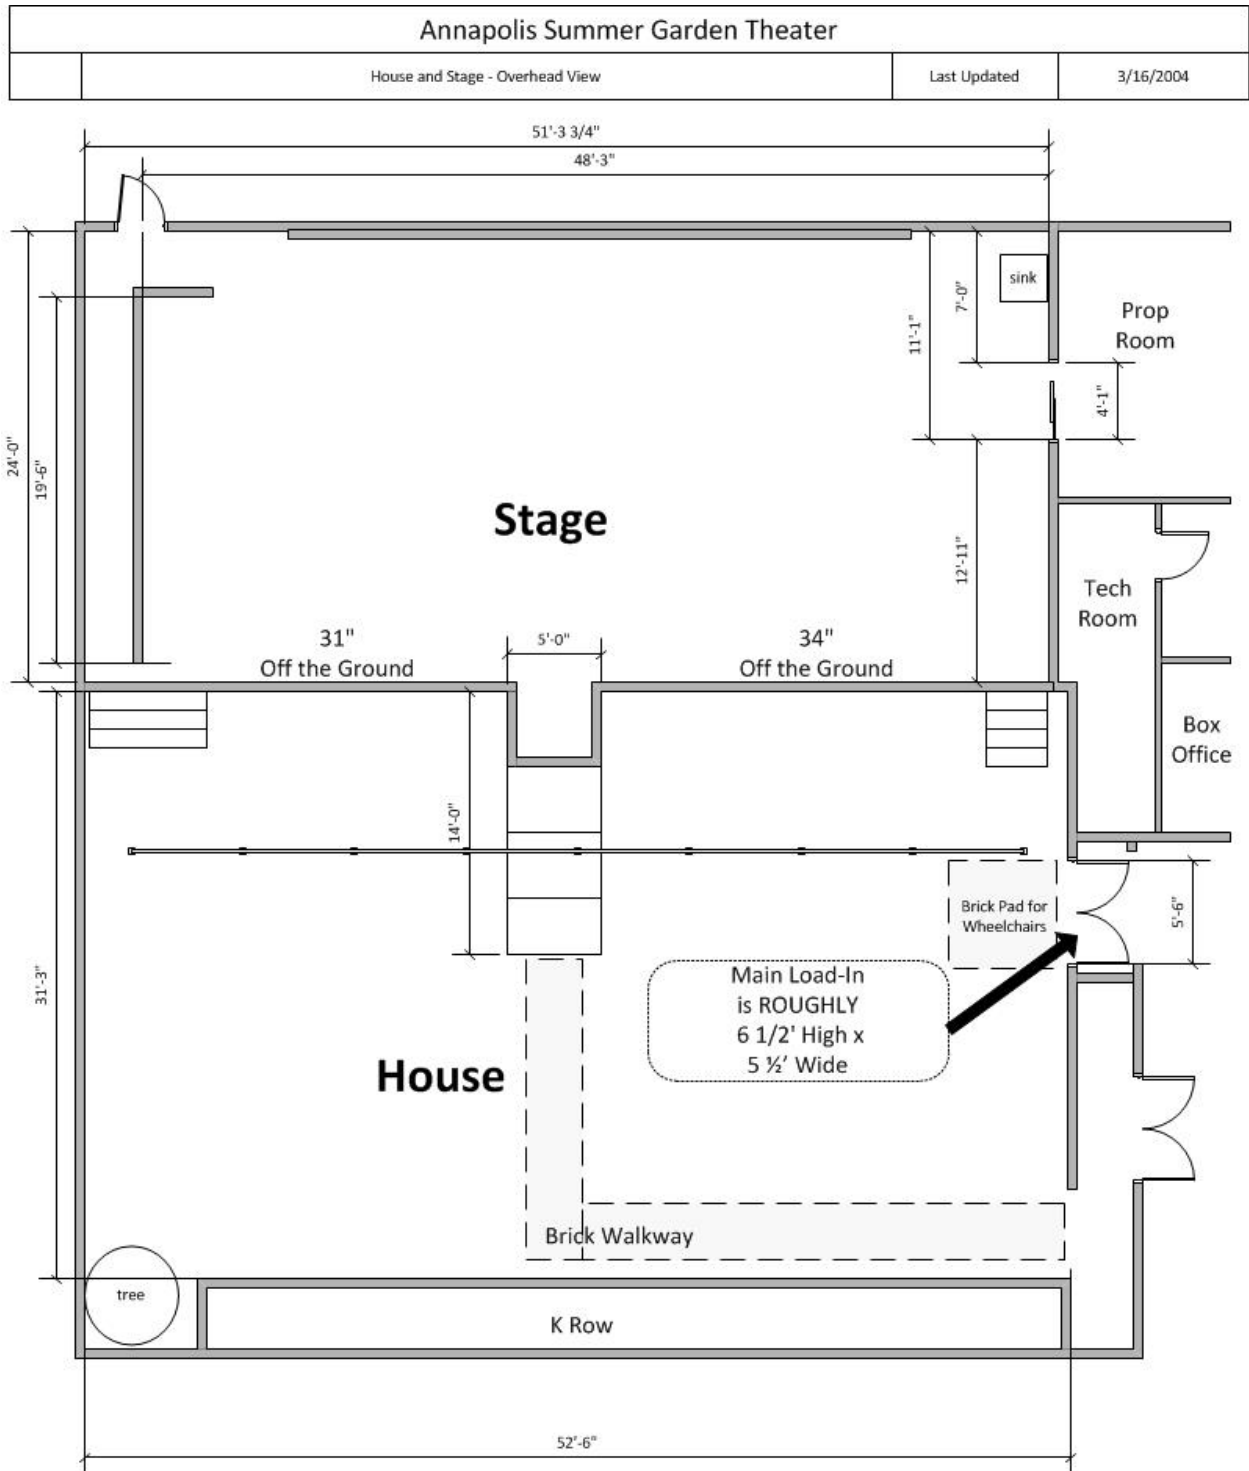 Annapolis Summer Garden Theater
House and Stage - Overhead View
Last Updated
3/16/2004
51'-3 3/4"
48'-3"
sink
7'-0"
11'-1"
Prop
Room
4'-1"
24'-0"
19'-6"
Stage
12'-11"
Tech
Room
31"
Off the Ground
5'-0"
34"
Off the Ground
Box
Office
14'-0"
Brick Pad for
Wheelchairs
5'-6"
31'-3"
Main Load-In
is ROUGHLY
6 1/2' High x
5 ½’ Wide
House
Brick Walkway
tree
K Row
52'-6"